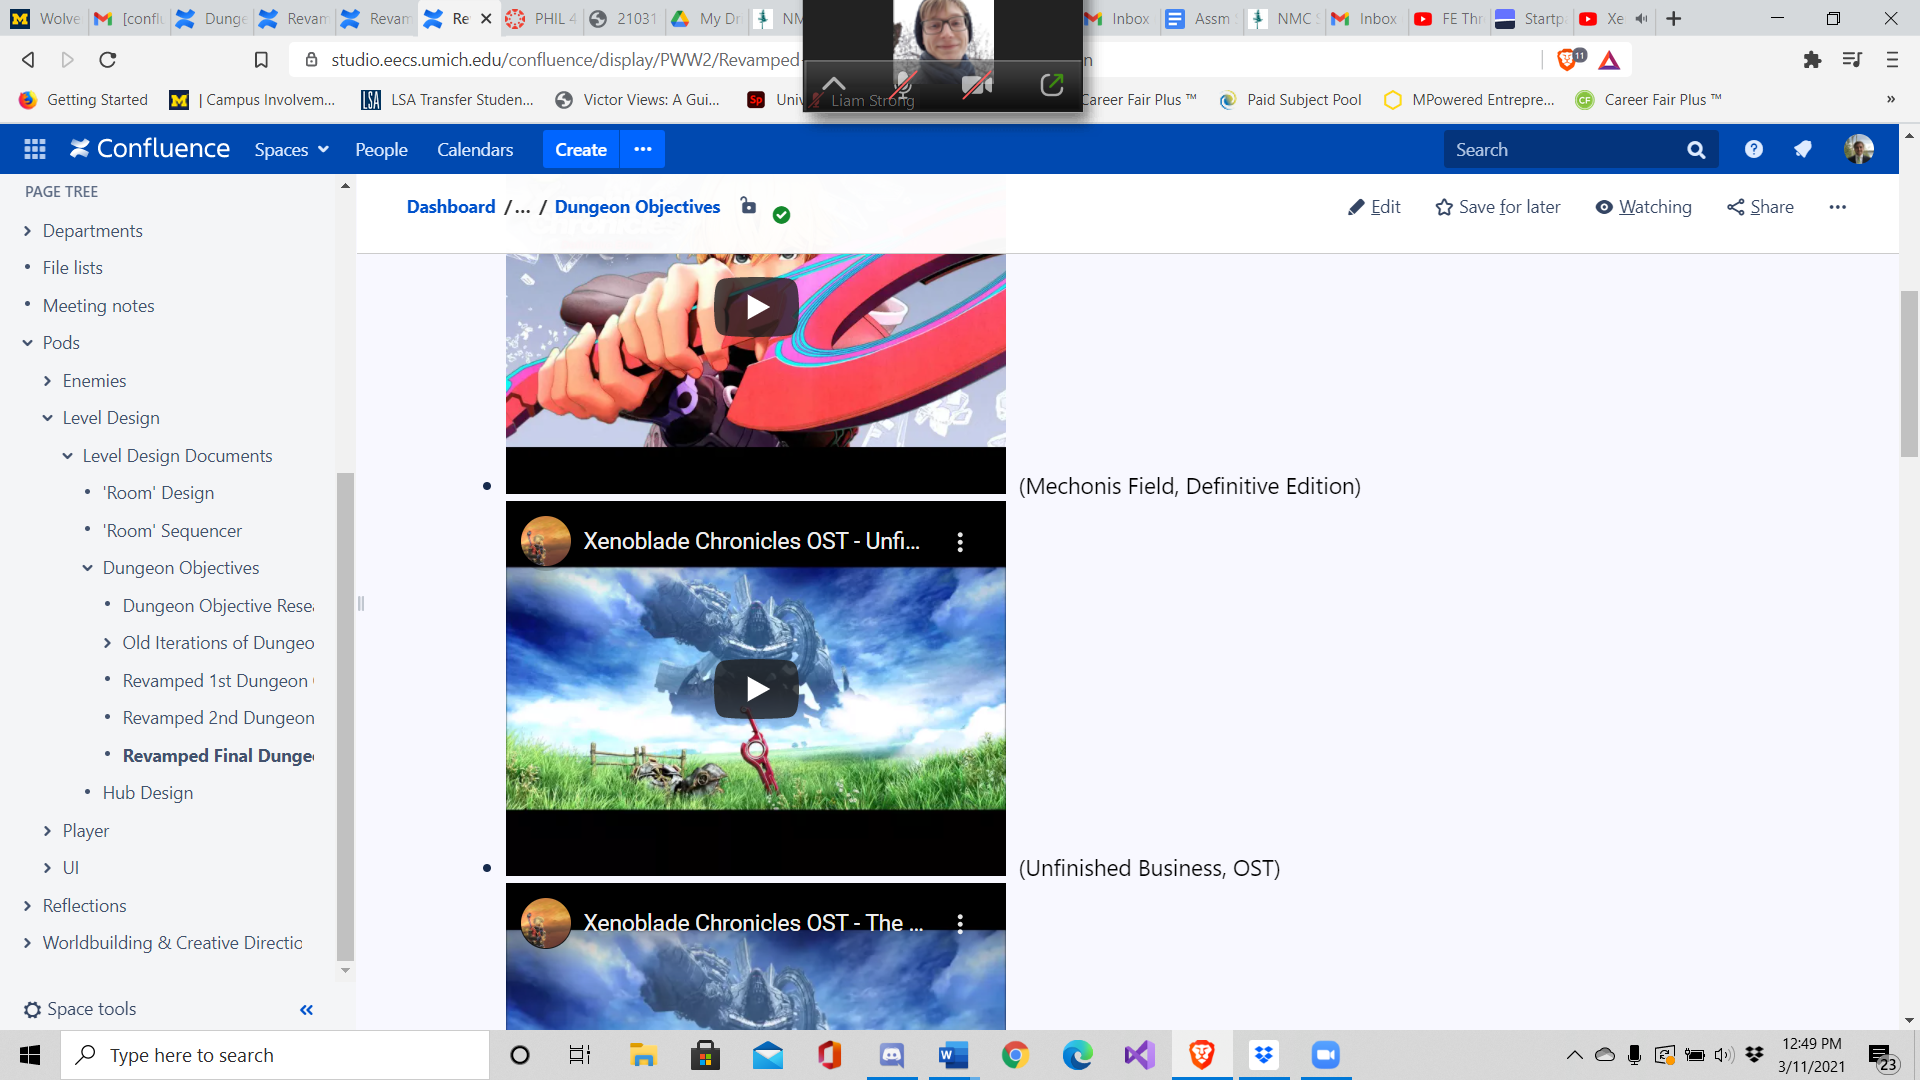 Wolve
[conflu
Dunge
Revam
Revam
Re
PHIL 4
21031
My Dr
NM
Inbox
Assm
NMC S
Inbox
FE Thr
Startp
Xe
studio.eecs.umich.edu/confluence/display/PWW2/Revamped-
n
11
Getting Started
| Campus Involvem...
LSA Transfer Studen...
Victor Views: A Gui...
Univ
Career Fair Plus ™
Paid Subject Pool
MPowered Entrepre...
Career Fair Plus ™
»
Liam Strong
Confluence
Spaces
People
Calendars
Create
Search
PAGE TREE
Departments
File lists
Meeting notes
Pods
Enemies
Level Design
Level Design Documents
'Room' Design
'Room' Sequencer
Dungeon Objectives
Dungeon Objective Resea
Old Iterations of Dungeo
Revamped 1st Dungeon
Revamped 2nd Dungeon
Revamped Final Dunge
Hub Design
Player
UI
Reflections
Worldbuilding & Creative Directio
Space tools
Dashboard /... / Dungeon Objectives
Edit
Save for later
Watching
Share
(Mechonis Field, Definitive Edition)
Xenoblade Chronicles OST - Unfi...
(Unfinished Business, OST)
Xenoblade Chronicles OST - The ...
Type here to search
12:49 PM
3/11/2021
23